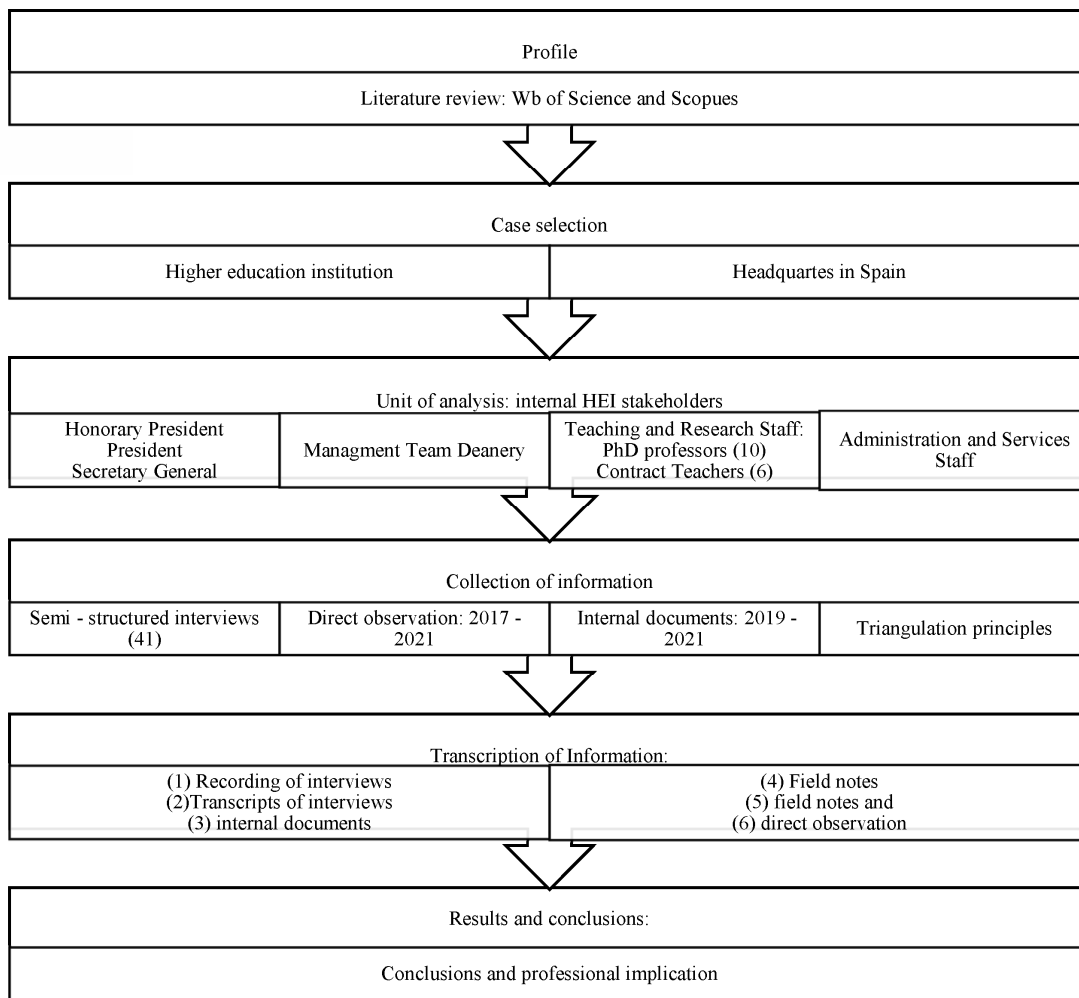 Profile
Literature review: Wb of Science and Scopues
Case selection
Higher education institution
Headquartes in Spain
Unit of analysis: internal HEI stakeholders
Honorary President
President
Secretary General
Managment Team Deanery
Teaching and Research Staff:
PhD professors (10)
Contract Teachers (6)
Administration and Services
Staff
Collection of information
Semi - structured interviews
(41)
Direct observation: 2017 -
2021
Internal documents: 2019 -
2021
Triangulation principles
Transcription of Information:
(1) Recording of interviews
(2)Transcripts of interviews
(3) internal documents
(4) Field notes
(5) field notes and
(6) direct observation
Results and conclusions:
Conclusions and professional implication